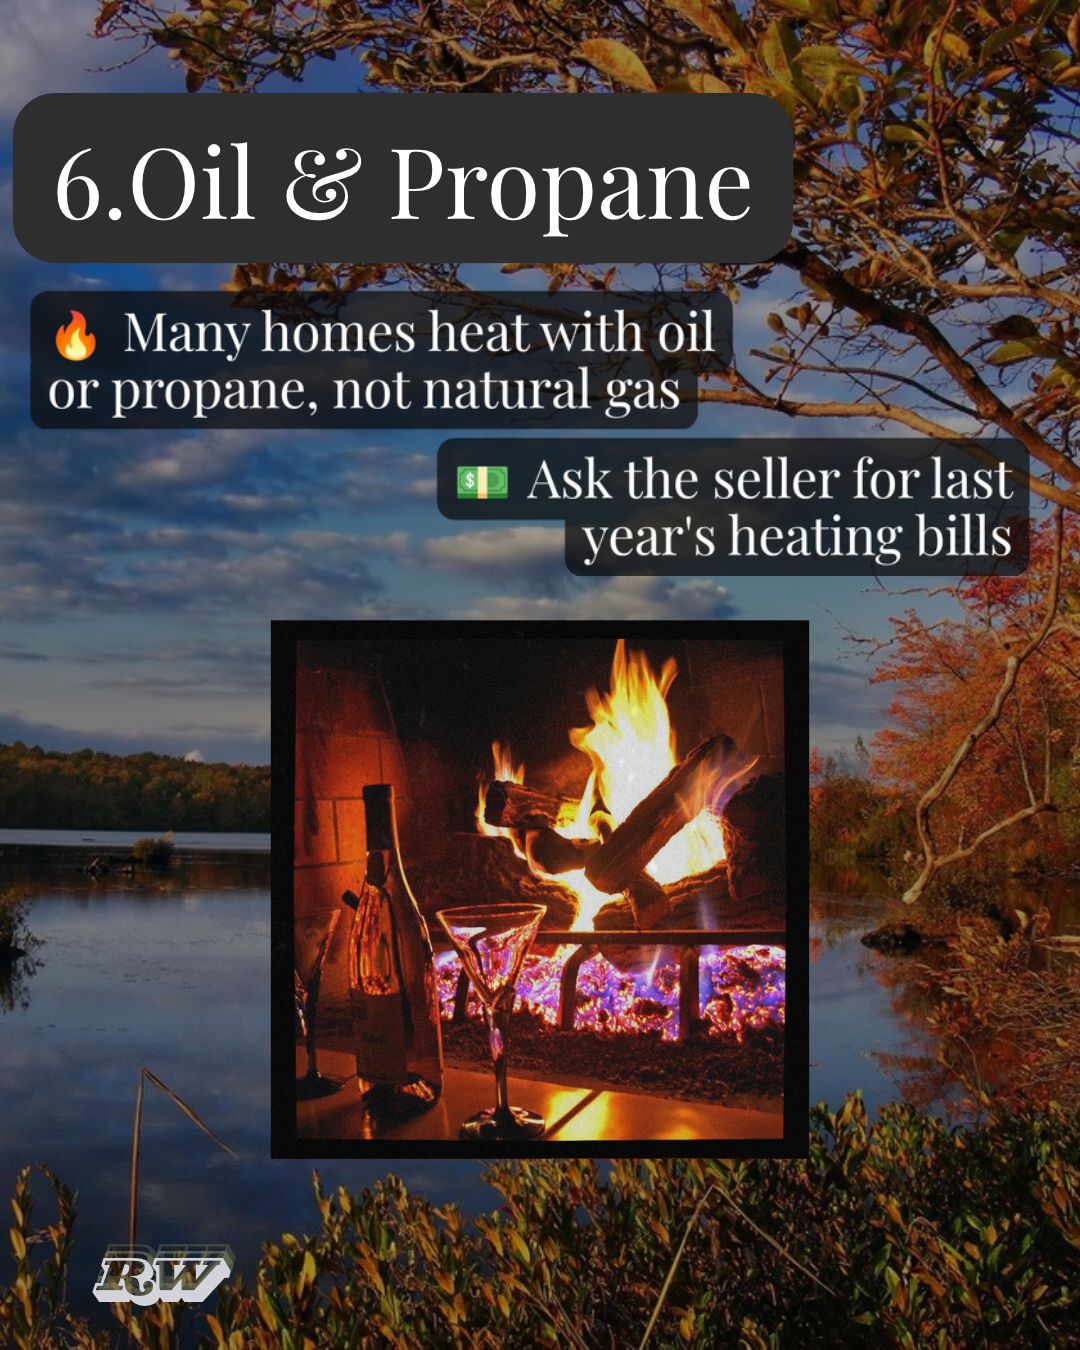 6.Oil & Propane
🔥 Many homes heat with oil
or propane, not natural gas
💵 Ask the seller for last
year's heating bills
RW